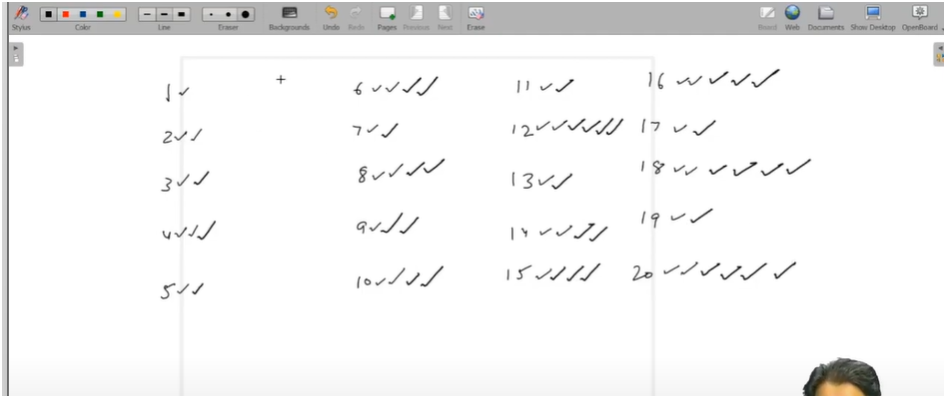 Stylus Color Line Eraser Backgrounds Undo Redo Pages Previous Next Erase Board Web Documents Show Desktop OpenBoard
1 ✓ 6 ✓✓✓✓ 11 ✓✓ 16 ✓✓✓✓✓
2 ✓✓ 7 ✓✓ 12 ✓✓✓✓✓✓ 17 ✓✓
3 ✓✓ 8 ✓✓✓✓ 13 ✓✓ 18 ✓✓✓✓✓✓
4 ✓✓✓ 9 ✓✓✓ 14 ✓✓✓✓ 19 ✓✓
5 ✓✓ 10 ✓✓✓✓ 15 ✓✓✓✓ 20 ✓✓✓✓✓✓